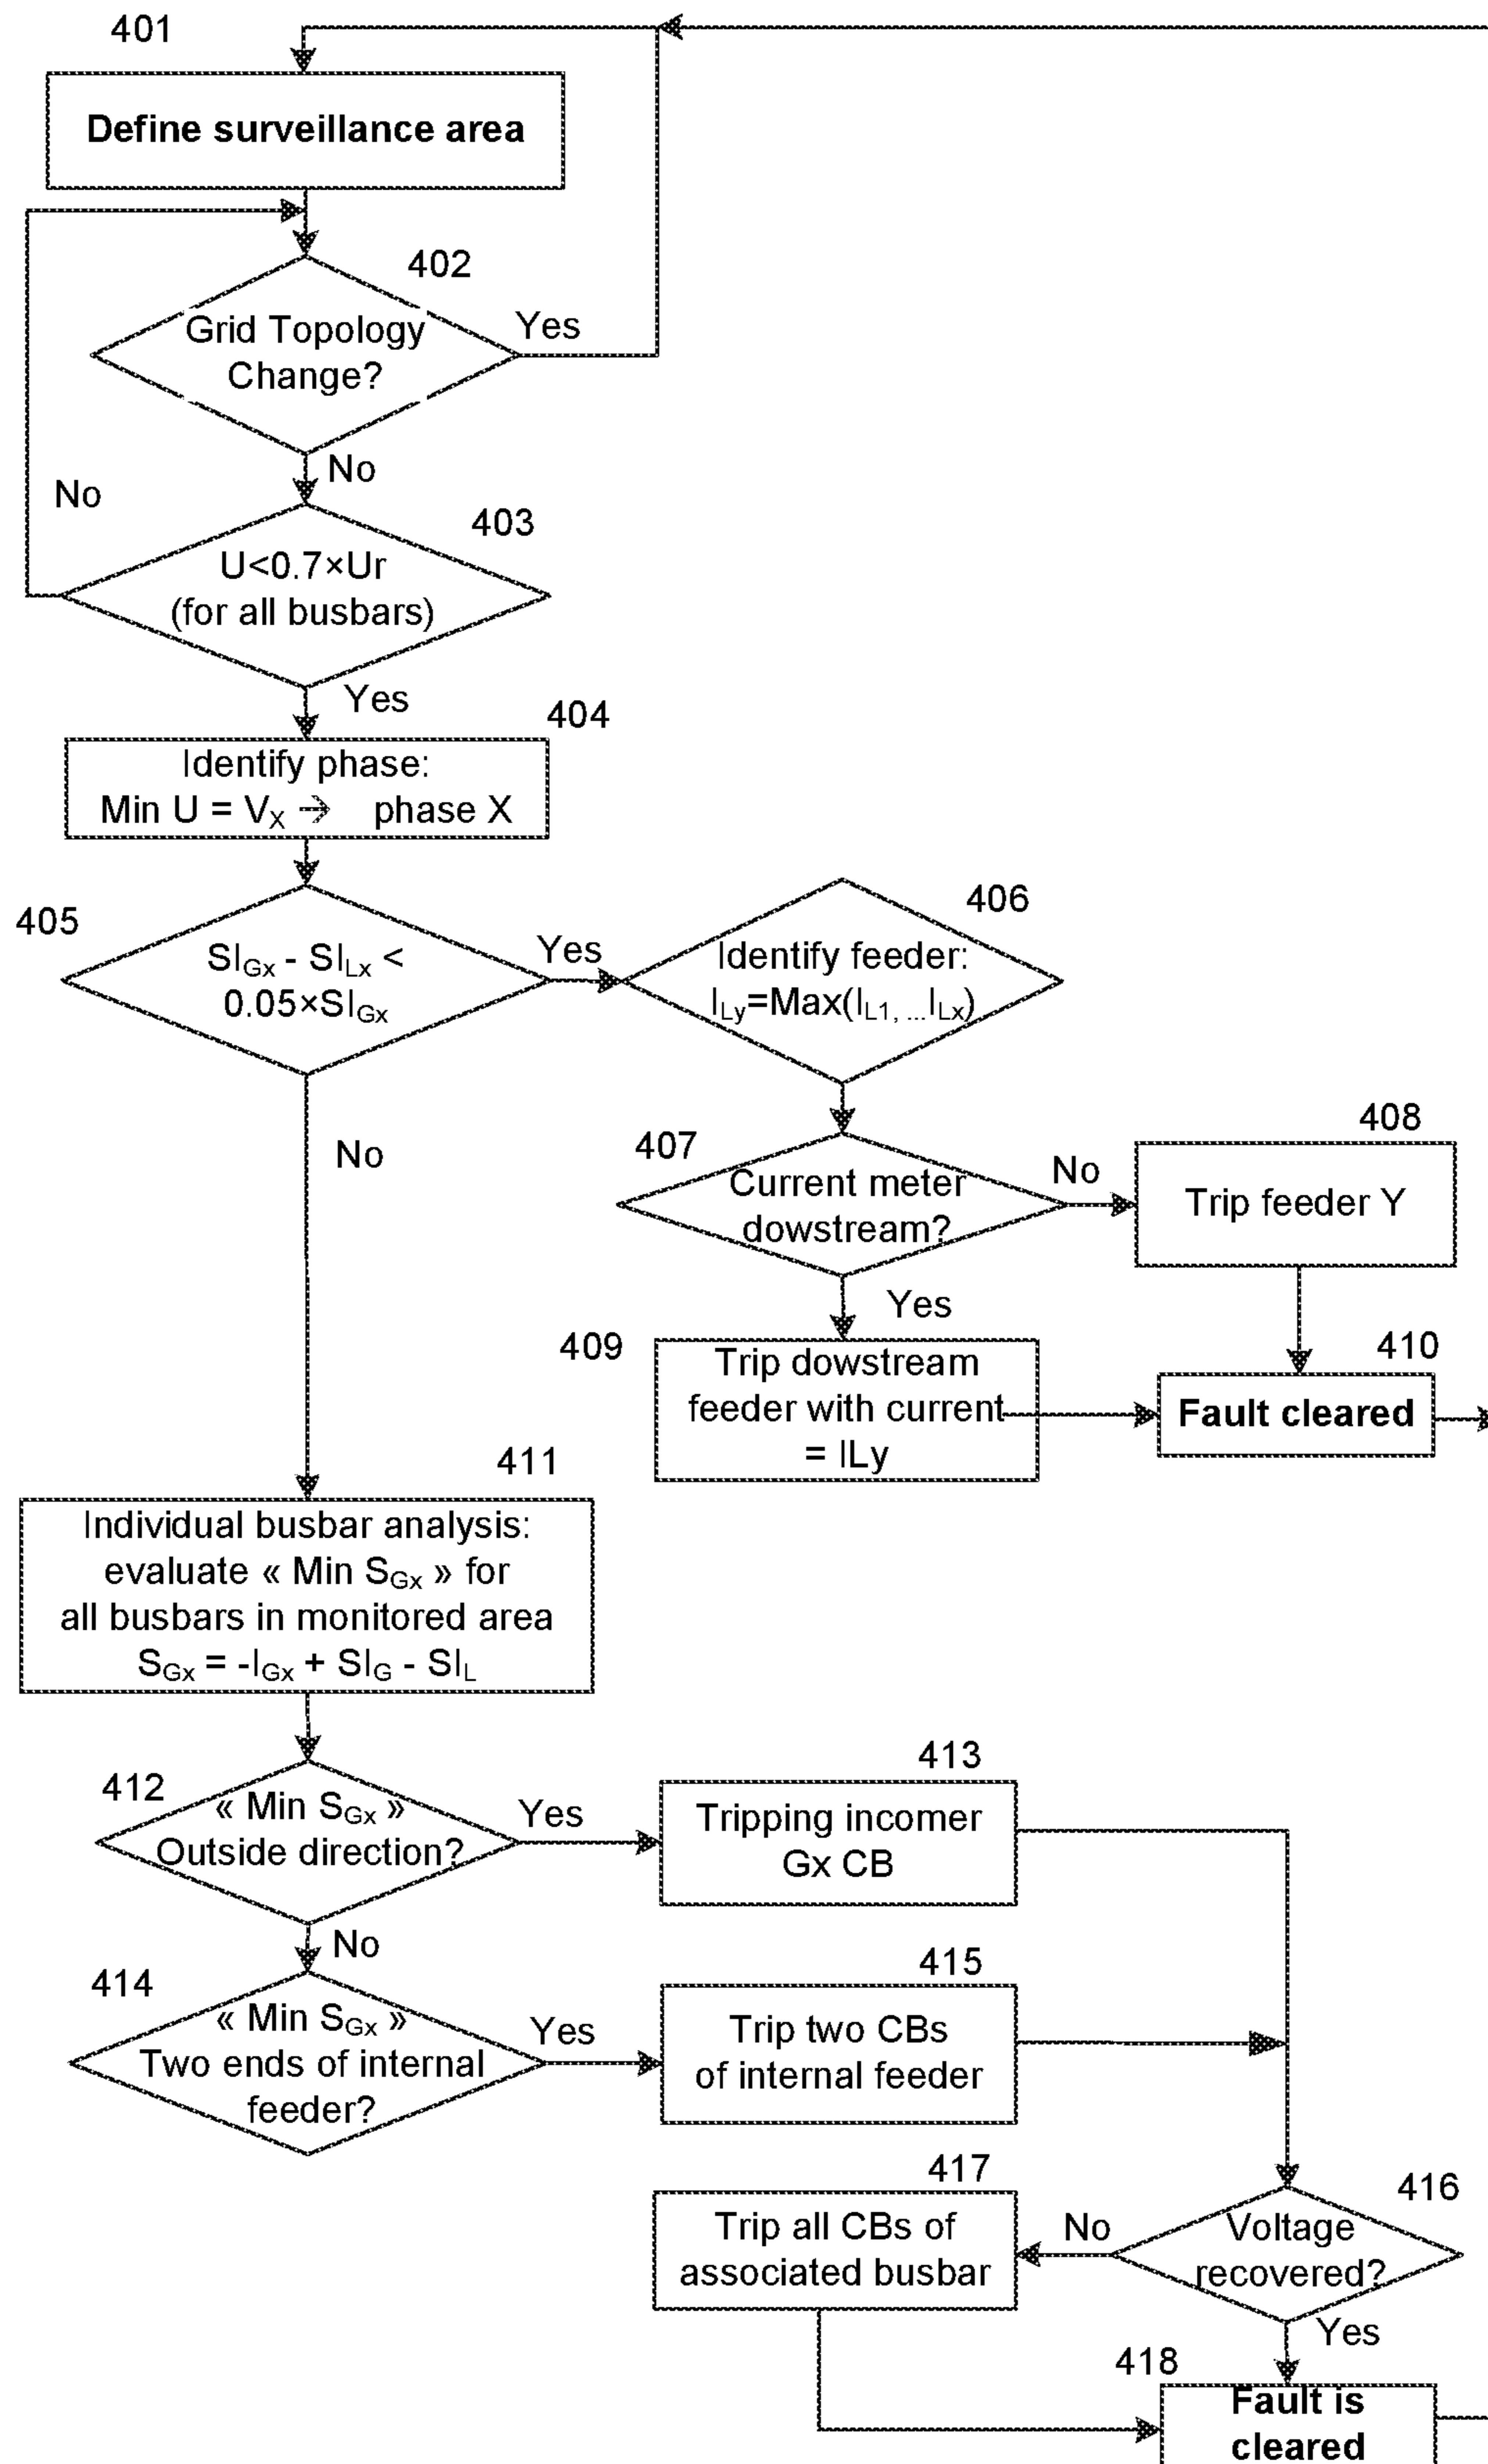 401
Define surveillance area
402
Grid Topology
Change?
Yes
No
No
403
U<0.7×Ur
(for all busbars)
Yes
404
Identify phase:
Min U = VX → phase X
405
SIGx - SILx <
0.05×SIGx
Yes
406
Identify feeder:
ILy=Max(IL1, ...ILx)
No
407
Current meter
dowstream?
No
408
Trip feeder Y
Yes
409
Trip dowstream
feeder with current
= ILy
410
Fault cleared
411
Individual busbar analysis:
evaluate « Min SGx » for
all busbars in monitored area
SGx = -IGx + SIG - SIL
412
« Min SGx »
Outside direction?
Yes
413
Tripping incomer
Gx CB
No
414
« Min SGx »
Two ends of internal
feeder?
Yes
415
Trip two CBs
of internal feeder
416
Voltage
recovered?
No
417
Trip all CBs of
associated busbar
Yes
418
Fault is
cleared